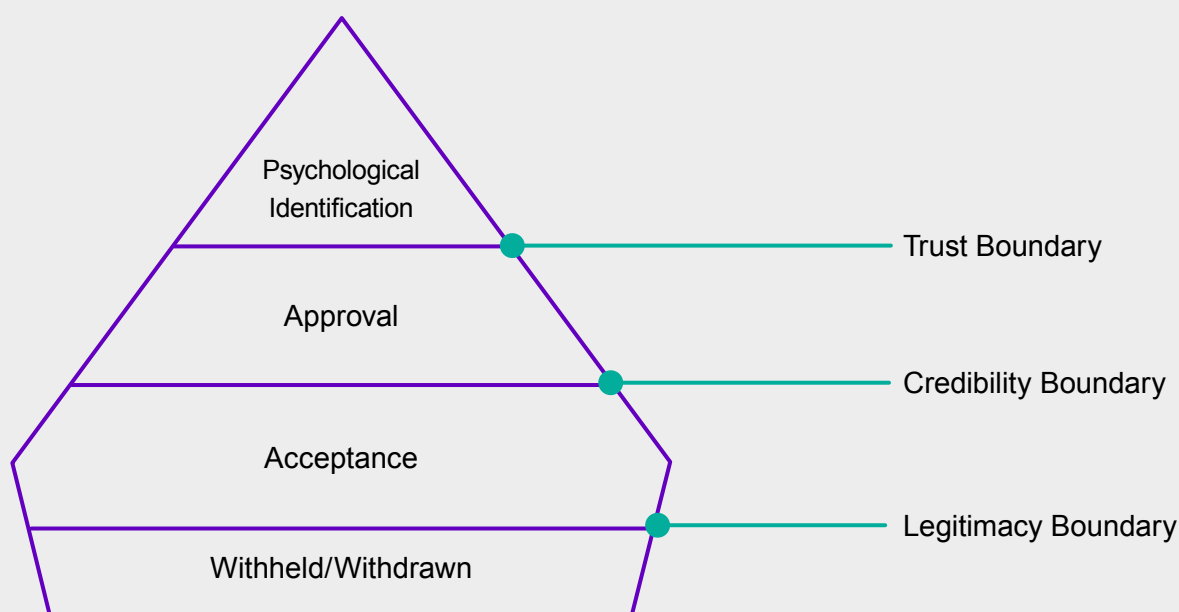 Psychological
Identification
Trust Boundary
Approval
Credibility Boundary
Acceptance
Legitimacy Boundary
Withheld/Withdrawn